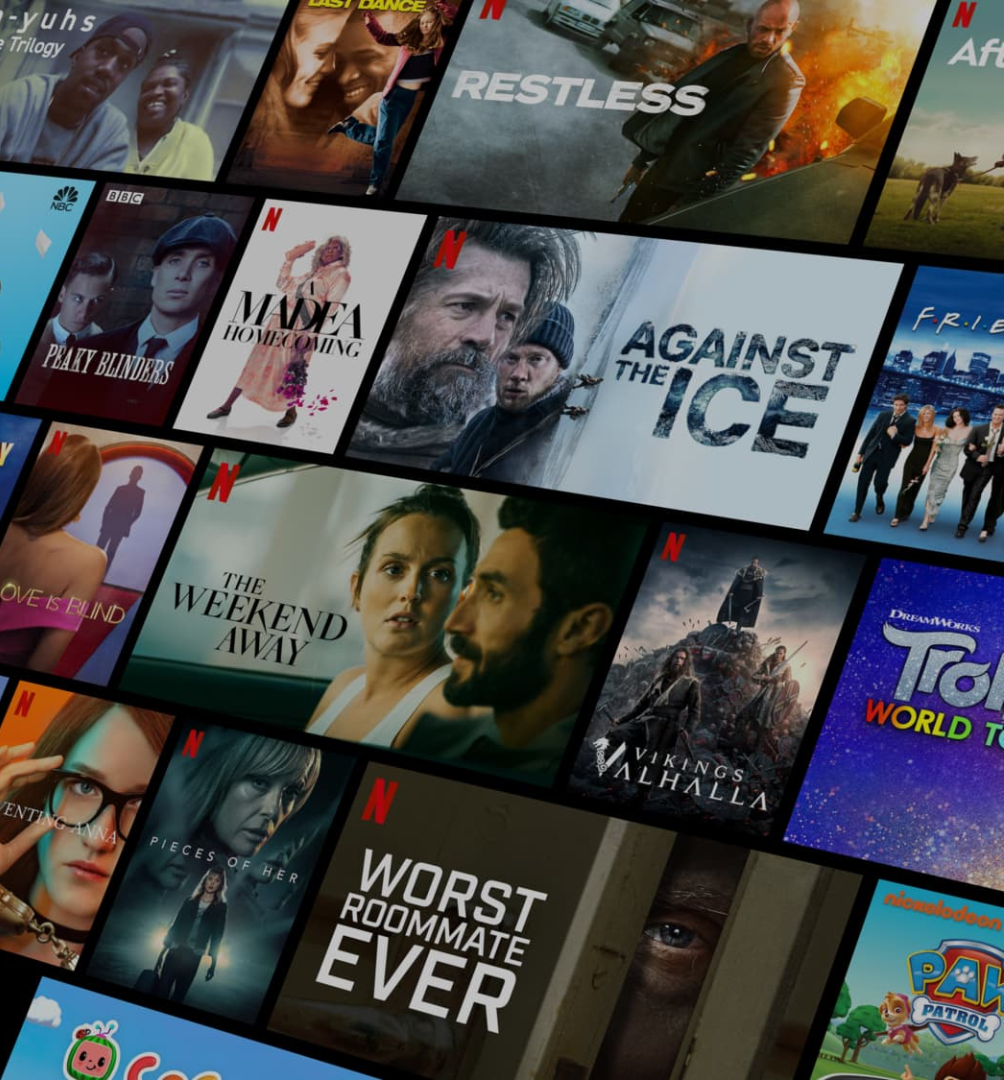 -yuhs
Trilogy
LAST DANCE
N
RESTLESS
N
Aft
NBC
BBC
PEAKY BLINDERS
N
A
MADEA
HOMECOMING
N
AGAINST
THE ICE
F·R·I·E
Y
N
OVE IS BLIND
N
THE
WEEKEND
AWAY
N
VIKINGS
VALHALLA
DREAMWORKS
Trol
WORLD TO
N
VENTING ANNA
N
PIECES OF HER
N
WORST
ROOMMATE
EVER
nickelodeon
PAW
PATROL
Co